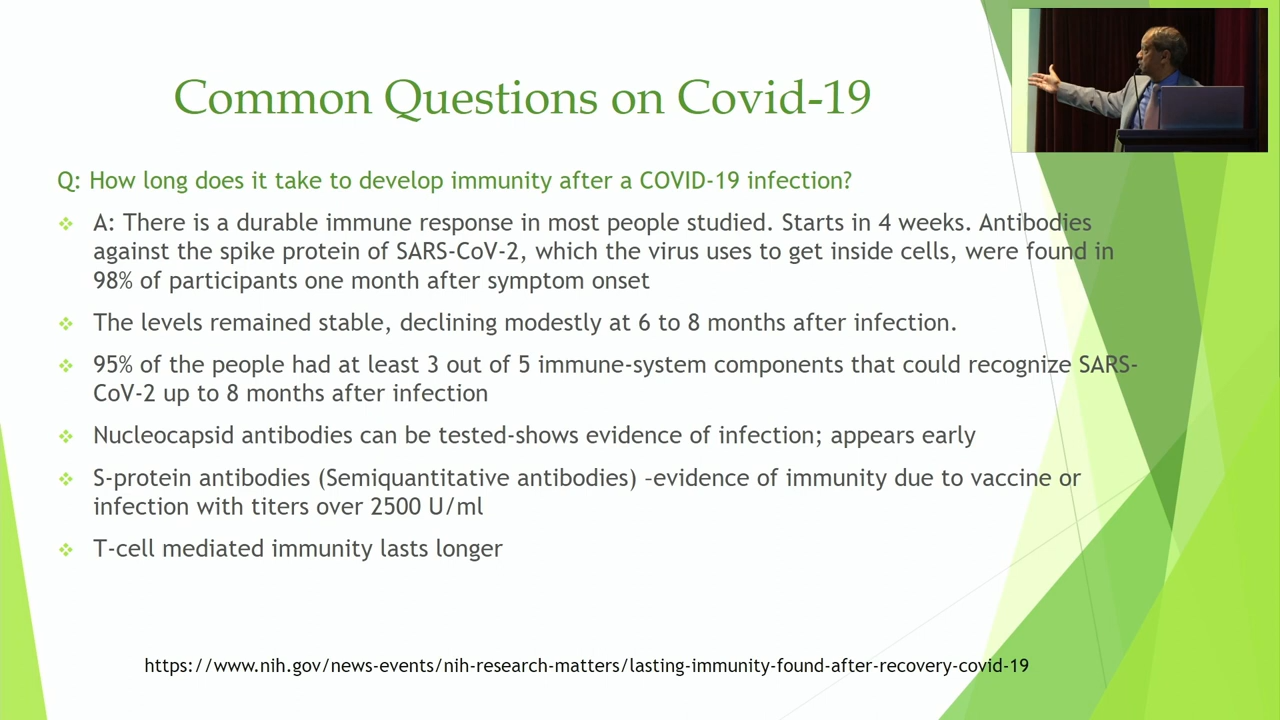 Common Questions on Covid-19
Q: How long does it take to develop immunity after a COVID-19 infection?
A: There is a durable immune response in most people studied. Starts in 4 weeks. Antibodies
against the spike protein of SARS-CoV-2, which the virus uses to get inside cells, were found in
98% of participants one month after symptom onset
The levels remained stable, declining modestly at 6 to 8 months after infection.
95% of the people had at least 3 out of 5 immune-system components that could recognize SARS-
CoV-2 up to 8 months after infection
Nucleocapsid antibodies can be tested-shows evidence of infection; appears early
S-protein antibodies (Semiquantitative antibodies) –evidence of immunity due to vaccine or
infection with titers over 2500 U/ml
T-cell mediated immunity lasts longer
https://www.nih.gov/news-events/nih-research-matters/lasting-immunity-found-after-recovery-covid-19